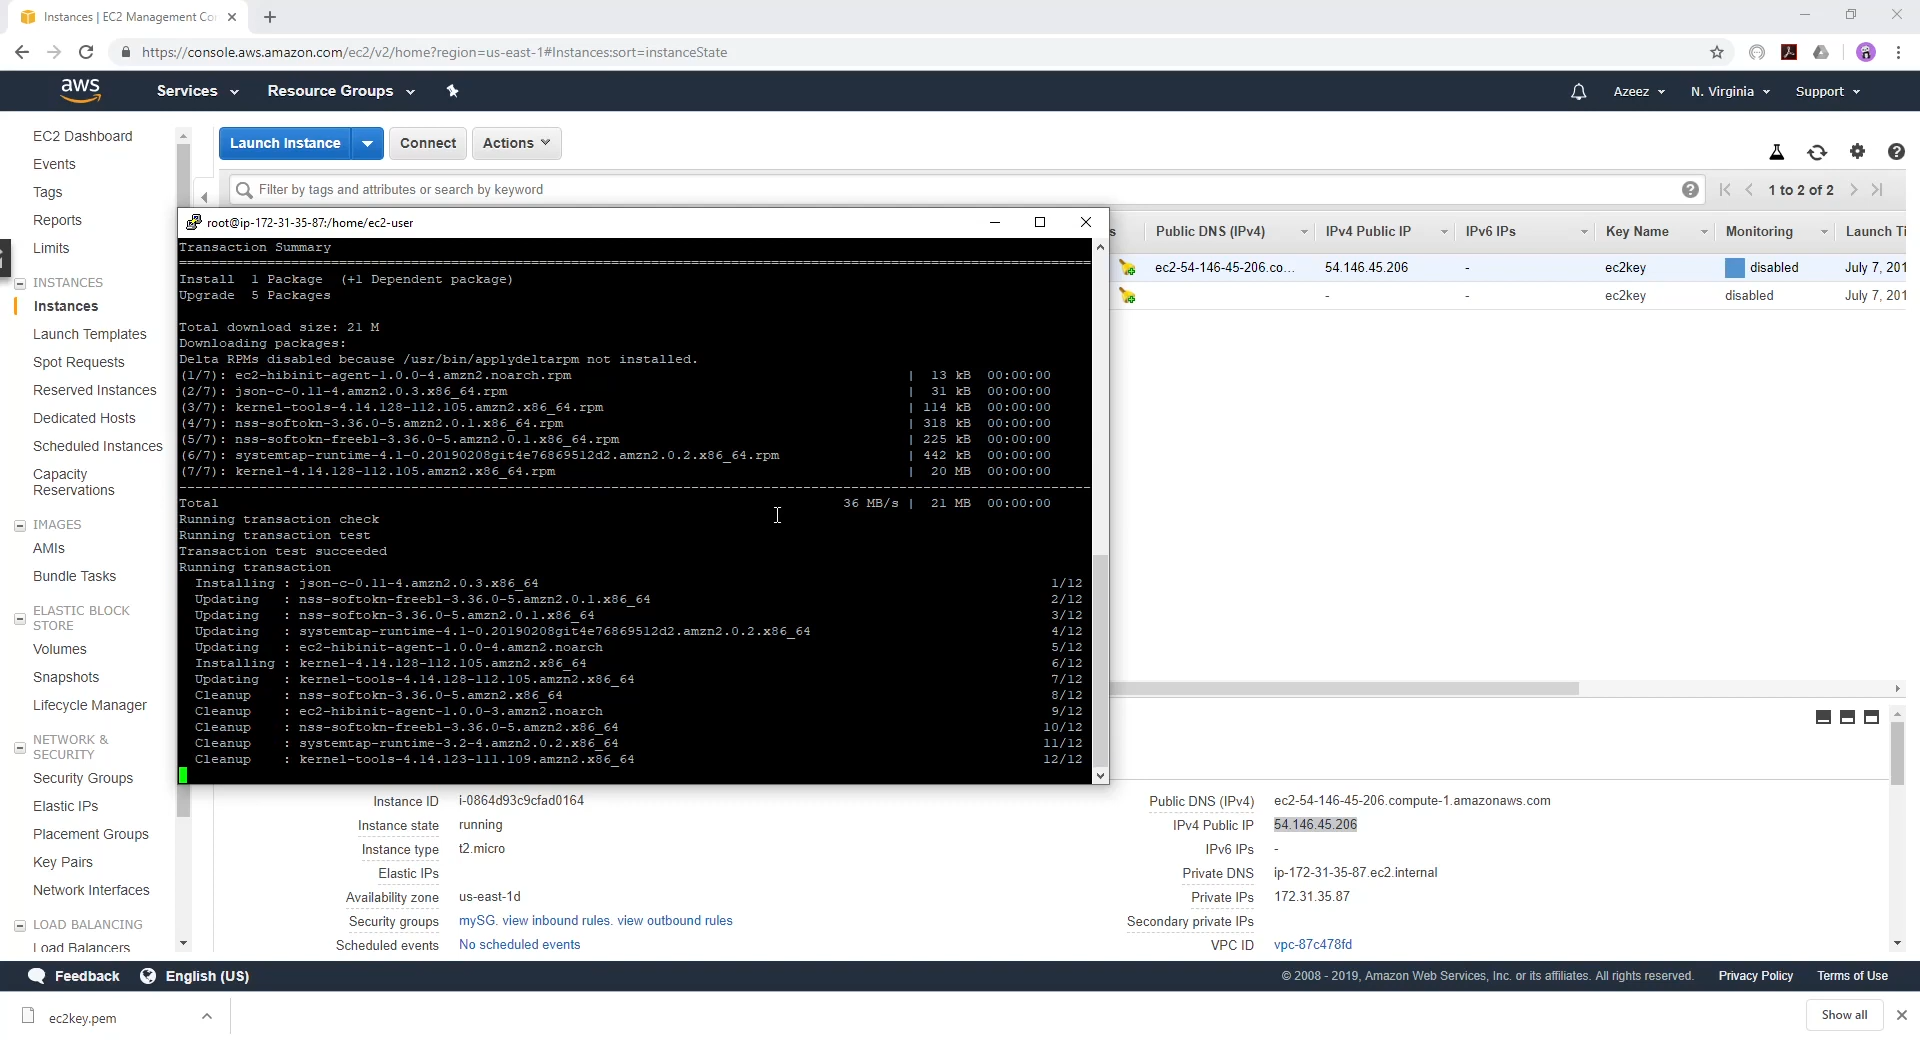 Instances | EC2 Management Co
https://console.aws.amazon.com/ec2/v2/home?region=us-east-1#Instances:sort=instanceState
aws
Services
Resource Groups
Azeez
N. Virginia
Support
EC2 Dashboard
Events
Tags
Reports
Limits
INSTANCES
Instances
Launch Templates
Spot Requests
Reserved Instances
Dedicated Hosts
Scheduled Instances
Capacity
Reservations
IMAGES
AMIs
Bundle Tasks
ELASTIC BLOCK
STORE
Volumes
Snapshots
Lifecycle Manager
NETWORK &
SECURITY
Security Groups
Elastic IPs
Placement Groups
Key Pairs
Network Interfaces
LOAD BALANCING
Load Balancers
Launch Instance
Connect
Actions
Filter by tags and attributes or search by keyword
1 to 2 of 2
s Public DNS (IPv4) IPv4 Public IP IPv6 IPs Key Name Monitoring Launch Ti
ec2-54-146-45-206.co... 54.146.45.206 - ec2key disabled July 7, 201
- - ec2key disabled July 7, 201
root@ip-172-31-35-87:/home/ec2-user
Transaction Summary
================================================================================
Install 1 Package (+1 Dependent package)
Upgrade 5 Packages
Total download size: 21 M
Downloading packages:
Delta RPMs disabled because /usr/bin/applydeltarpm not installed.
(1/7): ec2-hibinit-agent-1.0.0-4.amzn2.noarch.rpm | 13 kB 00:00:00
(2/7): json-c-0.11-4.amzn2.0.3.x86_64.rpm | 31 kB 00:00:00
(3/7): kernel-tools-4.14.128-112.105.amzn2.x86_64.rpm | 114 kB 00:00:00
(4/7): nss-softokn-3.36.0-5.amzn2.0.1.x86_64.rpm | 318 kB 00:00:00
(5/7): nss-softokn-freebl-3.36.0-5.amzn2.0.1.x86_64.rpm | 225 kB 00:00:00
(6/7): systemtap-runtime-4.1-0.20190208git4e76869512d2.amzn2.0.2.x86_64.rpm | 442 kB 00:00:00
(7/7): kernel-4.14.128-112.105.amzn2.x86_64.rpm | 20 MB 00:00:00
--------------------------------------------------------------------------------
Total 36 MB/s | 21 MB 00:00:00
Running transaction check
Running transaction test
Transaction test succeeded
Running transaction
Installing : json-c-0.11-4.amzn2.0.3.x86_64 1/12
Updating : nss-softokn-freebl-3.36.0-5.amzn2.0.1.x86_64 2/12
Updating : nss-softokn-3.36.0-5.amzn2.0.1.x86_64 3/12
Updating : systemtap-runtime-4.1-0.20190208git4e76869512d2.amzn2.0.2.x86_64 4/12
Updating : ec2-hibinit-agent-1.0.0-4.amzn2.noarch 5/12
Installing : kernel-4.14.128-112.105.amzn2.x86_64 6/12
Updating : kernel-tools-4.14.128-112.105.amzn2.x86_64 7/12
Cleanup : nss-softokn-3.36.0-5.amzn2.x86_64 8/12
Cleanup : ec2-hibinit-agent-1.0.0-3.amzn2.noarch 9/12
Cleanup : nss-softokn-freebl-3.36.0-5.amzn2.x86_64 10/12
Cleanup : systemtap-runtime-3.2-4.amzn2.0.2.x86_64 11/12
Cleanup : kernel-tools-4.14.123-111.109.amzn2.x86_64 12/12
Instance ID i-0864d93c9cfad0164 Public DNS (IPv4) ec2-54-146-45-206.compute-1.amazonaws.com
Instance state running IPv4 Public IP 54.146.45.206
Instance type t2.micro IPv6 IPs -
Elastic IPs Private DNS ip-172-31-35-87.ec2.internal
Availability zone us-east-1d Private IPs 172.31.35.87
Security groups mySG. view inbound rules. view outbound rules Secondary private IPs
Scheduled events No scheduled events VPC ID vpc-87c478fd
Feedback English (US) © 2008 - 2019, Amazon Web Services, Inc. or its affiliates. All rights reserved. Privacy Policy Terms of Use
ec2key.pem Show all